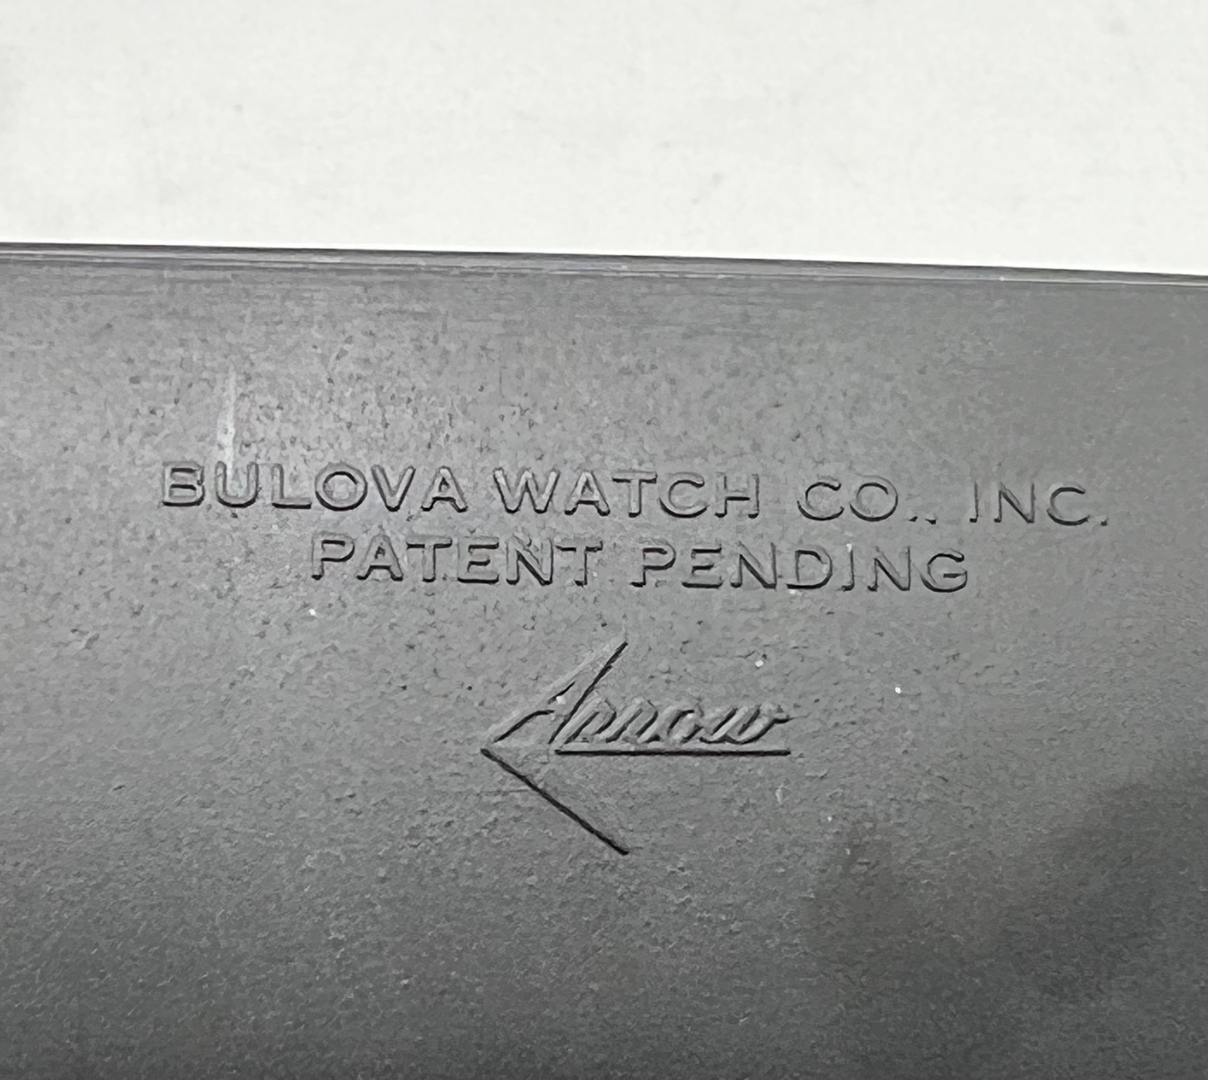 BULOVA WATCH CO., INC.
PATENT PENDING
Arrow